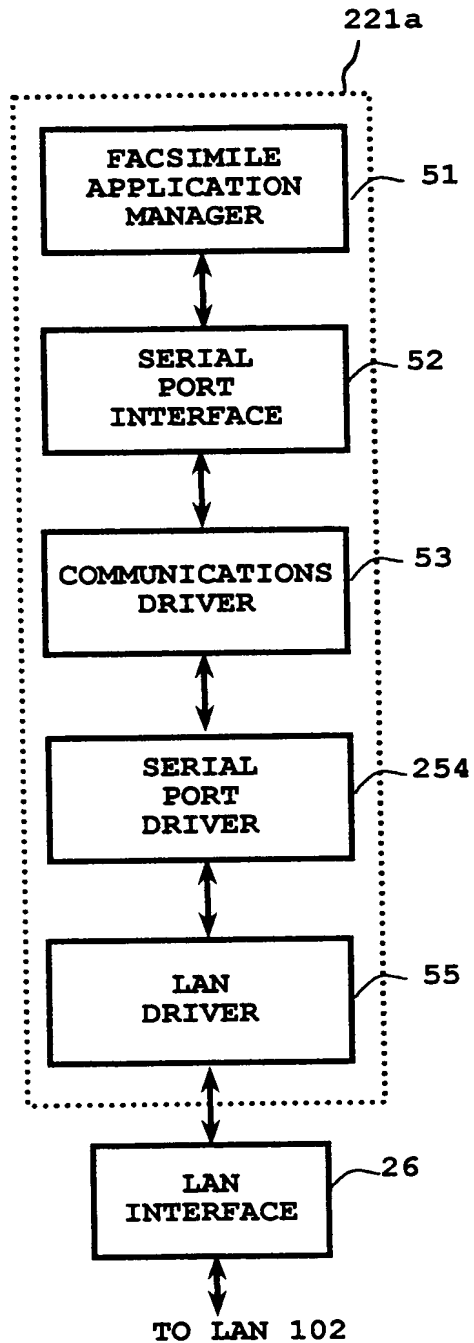 221a
FACSIMILE
APPLICATION
MANAGER
51
SERIAL
PORT
INTERFACE
52
COMMUNICATIONS
DRIVER
53
SERIAL
PORT
DRIVER
254
LAN
DRIVER
55
LAN
INTERFACE
26
TO LAN 102